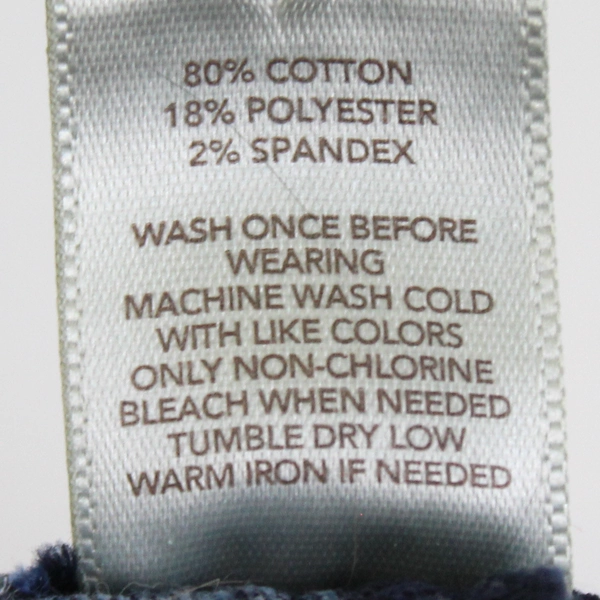 80% COTTON
18% POLYESTER
2% SPANDEX
WASH ONCE BEFORE
WEARING
MACHINE WASH COLD
WITH LIKE COLORS
ONLY NON-CHLORINE
BLEACH WHEN NEEDED
TUMBLE DRY LOW
WARM IRON IF NEEDED